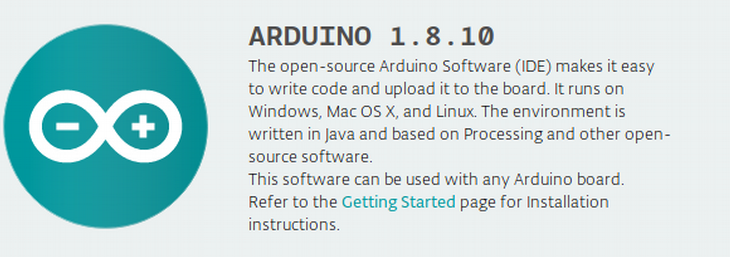 ARDUINO 1.8.10
The open-source Arduino Software (IDE) makes it easy
to write code and upload it to the board. It runs on
Windows, Mac OS X, and Linux. The environment is
written in Java and based on Processing and other open-
source software.
This software can be used with any Arduino board.
Refer to the Getting Started page for Installation
instructions.